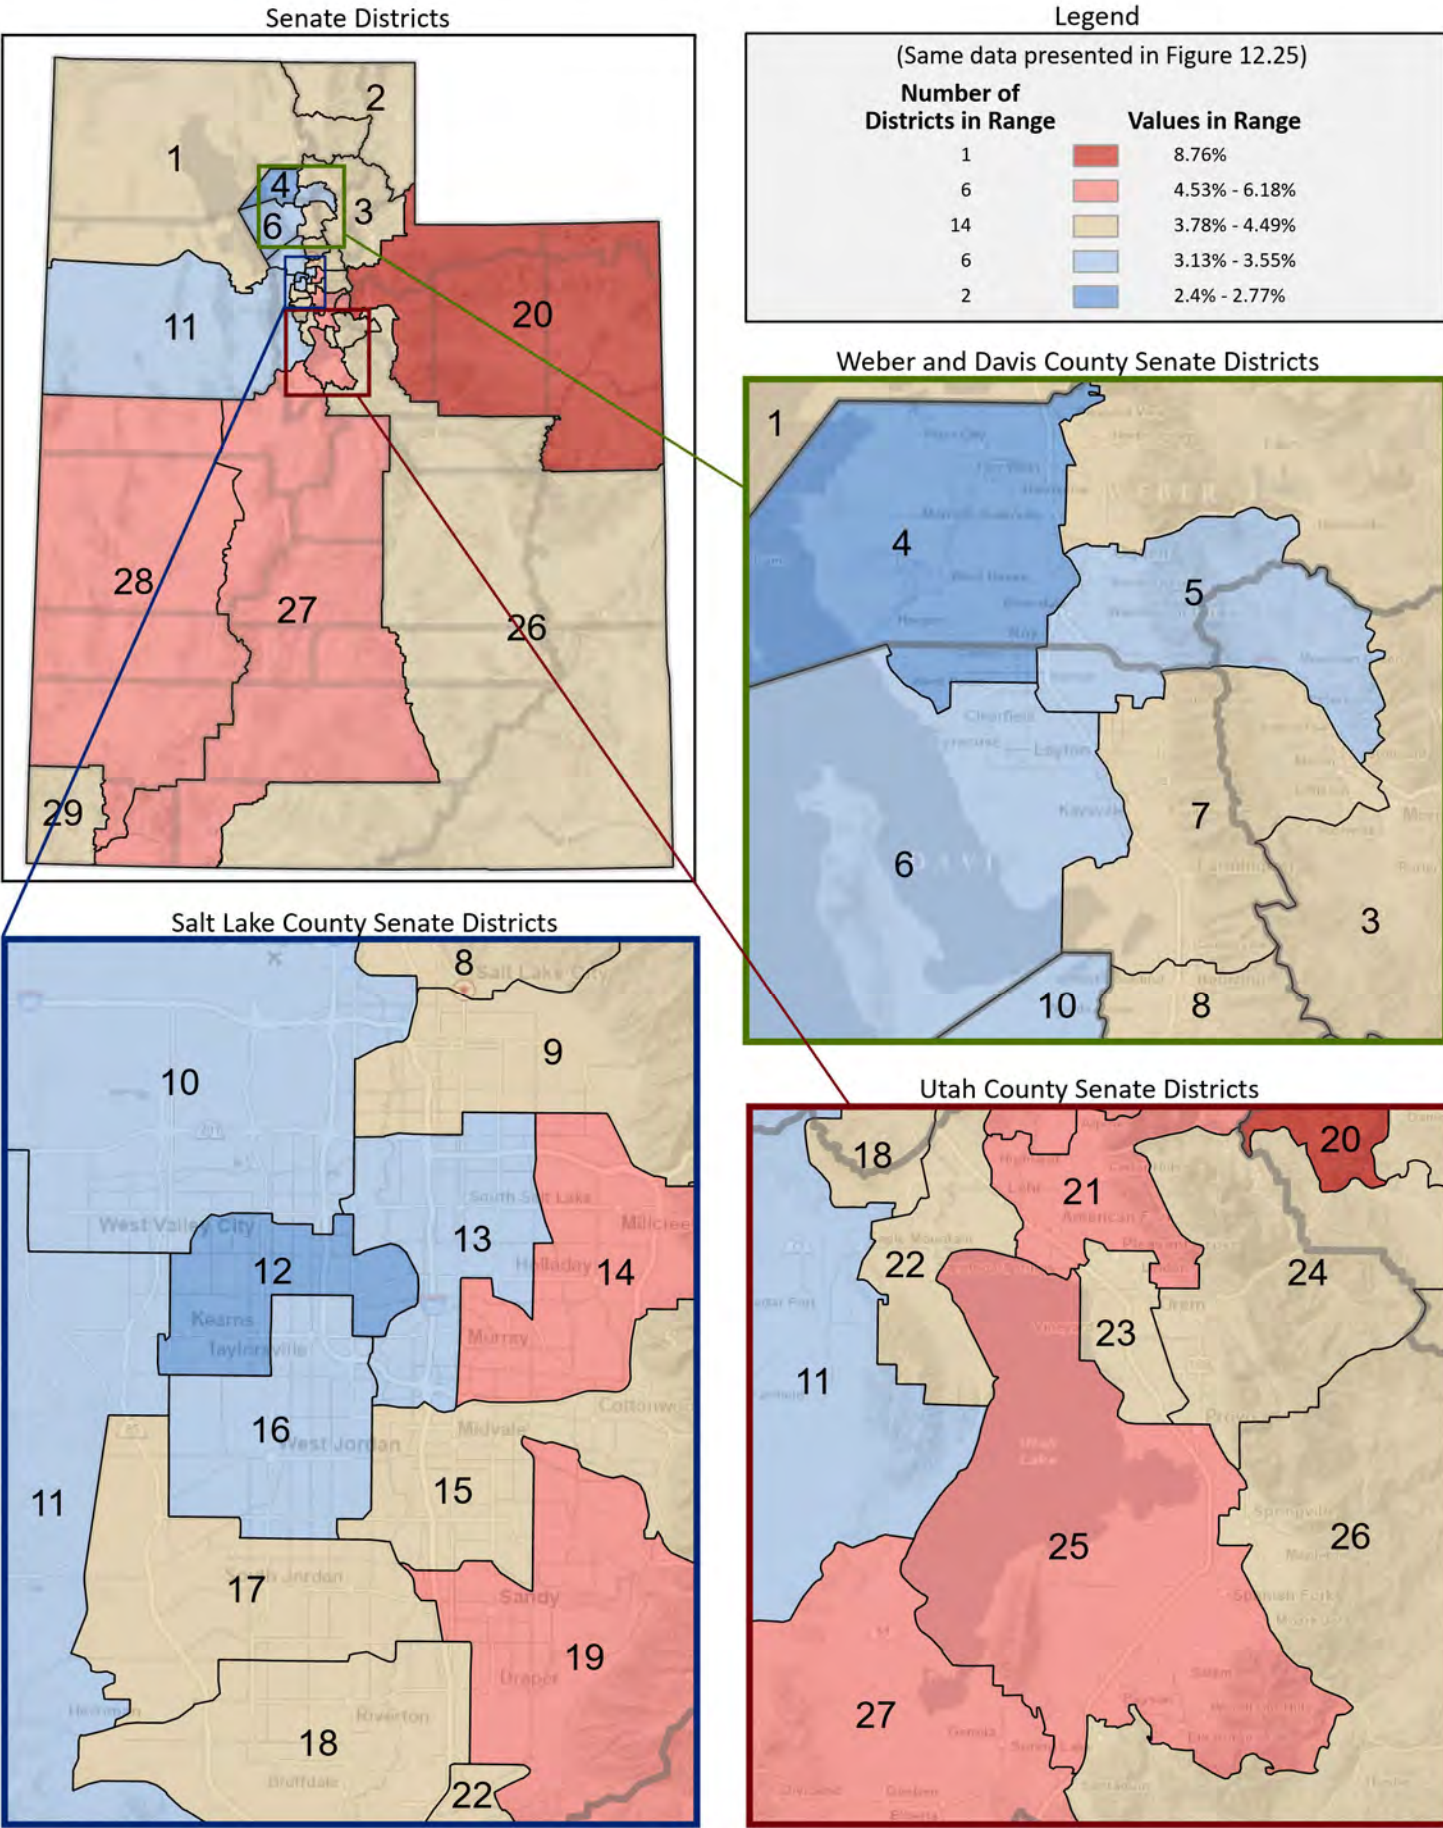 Senate Districts
1
2
3
4
6
11
20
28
27
26
29
Legend
(Same data presented in Figure 12.25)
Number of
Districts in Range
Values in Range
1 8.76%
6 4.53% - 6.18%
14 3.78% - 4.49%
6 3.13% - 3.55%
2 2.4% - 2.77%
Weber and Davis County Senate Districts
1
4
5
Clearfield
Layton
Kaysville
7
6
3
10
8
Salt Lake County Senate Districts
8
Salt Lake City
9
10
South Salt Lake
West Valley City
13
Holladay
14
12
Kearns
Taylorsville
Murray
16
West Jordan
Midvale
15
11
South Jordan
17
Sandy
19
Draper
Herriman
Riverton
18
Bluffdale
22
Utah County Senate Districts
18
20
21
22
24
Orem
23
11
Provo
Utah
Lake
Springville
25
26
Spanish Fork
27
Genola